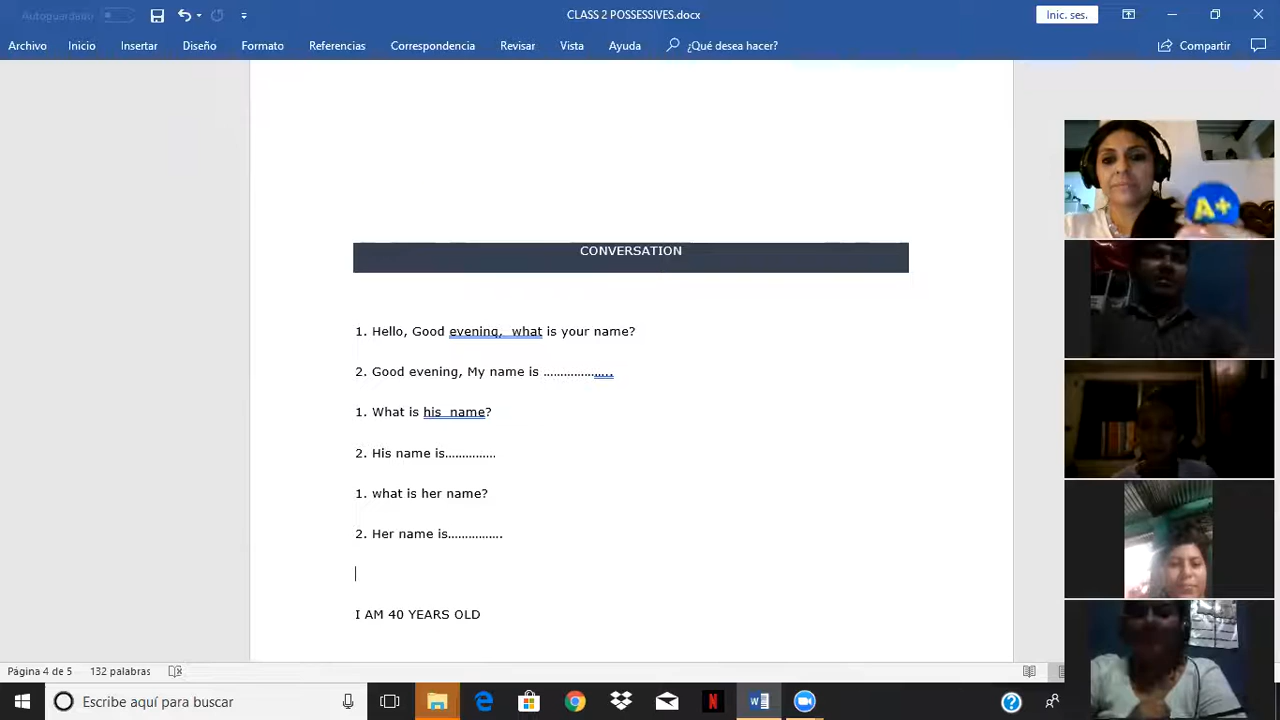 Autoguardado
CLASS 2 POSSESSIVES.docx
Inic. ses.
Archivo Inicio Insertar Diseño Formato Referencias Correspondencia Revisar Vista Ayuda ¿Qué desea hacer? Compartir
A+
CONVERSATION
1. Hello, Good evening,  what is your name?
2. Good evening, My name is ………………..
1. What is his  name?
2. His name is……………
1. what is her name?
2. Her name is…………….
I AM 40 YEARS OLD
Página 4 de 5 132 palabras
Escribe aquí para buscar